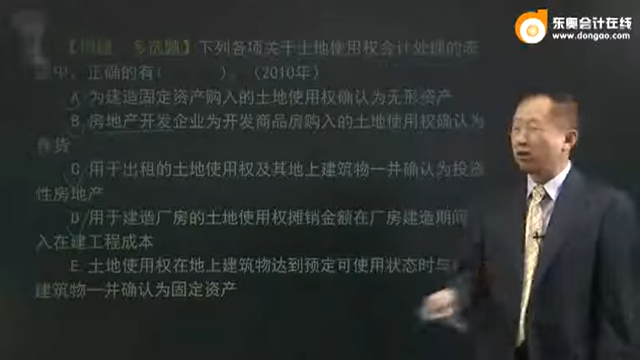 东奥会计在线
www.dongao.com
【例题·多选题】下列各项关于土地使用权会计处理的表
中，正确的有（ ）。（2010年）
A．为建造固定资产购入的土地使用权确认为无形资产
B．房地产开发企业为开发商品房购入的土地使用权确认为
存货
C．用于出租的土地使用权及其地上建筑物一并确认为投资
性房地产
D．用于建造厂房的土地使用权摊销金额在厂房建造期间
入在建工程成本
E．土地使用权在地上建筑物达到预定可使用状态时与
建筑物一并确认为固定资产